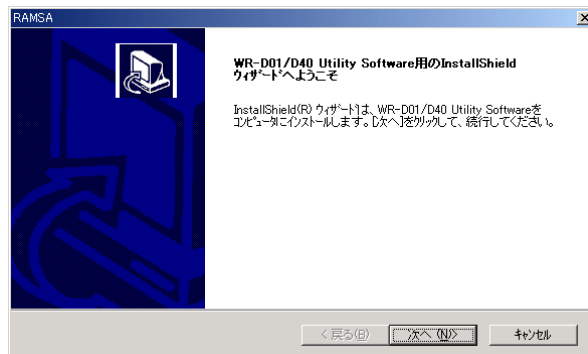 RAMSA
WR-D01/D40 Utility Software用のInstallShield
ウィザードへようこそ
InstallShield(R) ウィザードは、WR-D01/D40 Utility Softwareを
コンピュータにインストールします。[次へ]をクリックして、続行してください。
< 戻る(B)
次へ (N)>
キャンセル